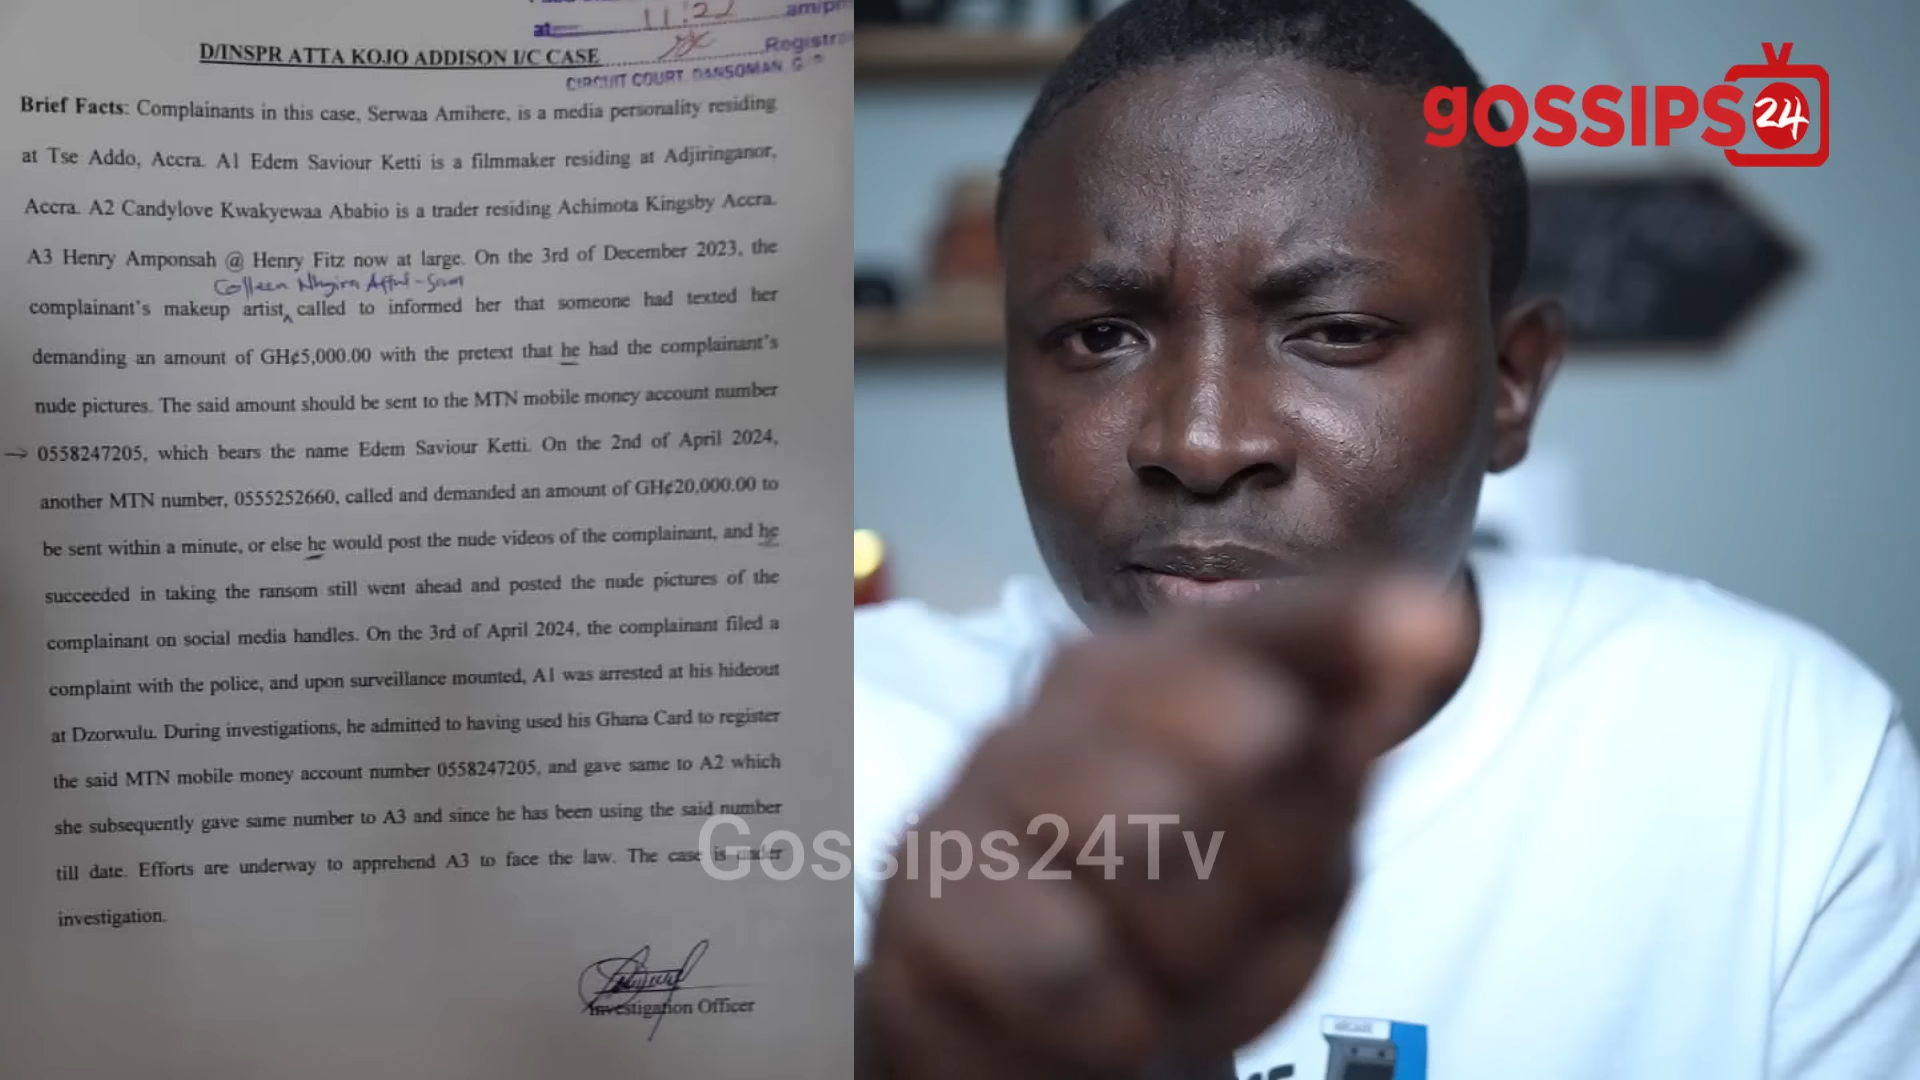 at 11:22 am/pm
Registrar
CIRCUIT COURT, DANSOMAN
D/INSPR ATTA KOJO ADDISON I/C CASE
Brief Facts: Complainants in this case, Serwaa Amihere, is a media personality residing
at Tse Addo, Accra. A1 Edem Saviour Ketti is a filmmaker residing at Adjiringanor,
Accra. A2 Candylove Kwakyewaa Ababio is a trader residing Achimota Kingsby Accra.
A3 Henry Amponsah @ Henry Fitz now at large. On the 3rd of December 2023, the
Colleen
complainant's makeup artist, called to informed her that someone had texted her
demanding an amount of GH¢5,000.00 with the pretext that he had the complainant's
nude pictures. The said amount should be sent to the MTN mobile money account number
→ 0558247205, which bears the name Edem Saviour Ketti. On the 2nd of April 2024,
another MTN number, 0555252660, called and demanded an amount of GH¢20,000.00 to
be sent within a minute, or else he would post the nude videos of the complainant, and he
succeeded in taking the ransom still went ahead and posted the nude pictures of the
complainant on social media handles. On the 3rd of April 2024, the complainant filed a
complaint with the police, and upon surveillance mounted, A1 was arrested at his hideout
at Dzorwulu. During investigations, he admitted to having used his Ghana Card to register
the said MTN mobile money account number 0558247205, and gave same to A2 which
she subsequently gave same number to A3 and since he has been using the said number
till date. Efforts are underway to apprehend A3 to face the law. The case is under
investigation.
Investigation Officer
gOSSIPS 24
Gossips24Tv